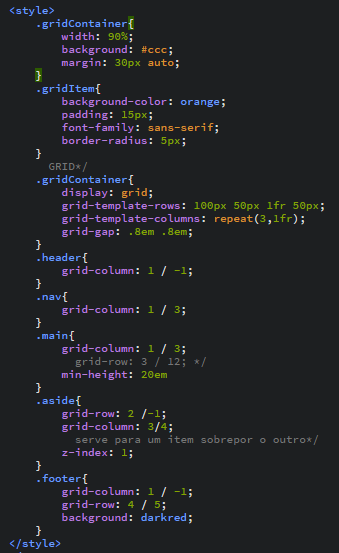 <style>
.gridContainer{
width: 90%;
background: #ccc;
margin: 30px auto;
}
.gridItem{
background-color: orange;
padding: 15px;
font-family: sans-serif;
border-radius: 5px;
}
GRID*/
.gridContainer{
display: grid;
grid-template-rows: 100px 50px 1fr 50px;
grid-template-columns: repeat(3,1fr);
grid-gap: .8em .8em;
}
.header{
grid-column: 1 / -1;
}
.nav{
grid-column: 1 / 3;
}
.main{
grid-column: 1 / 3;
grid-row: 3 / 12; */
min-height: 20em
}
.aside{
grid-row: 2 /-1;
grid-column: 3/4;
serve para um item sobrepor o outro*/
z-index: 1;
}
.footer{
grid-column: 1 / -1;
grid-row: 4 / 5;
background: darkred;
}
</style>